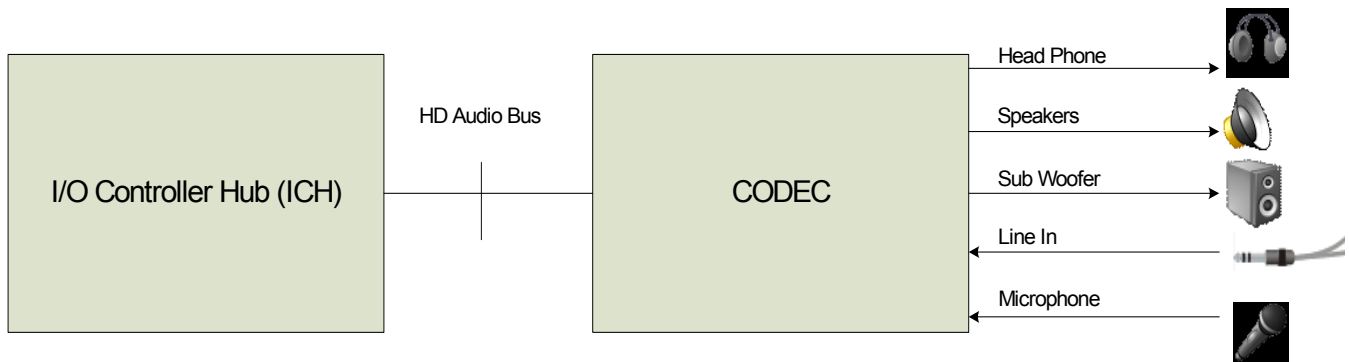 Head Phone
HD Audio Bus
Speakers
I/O Controller Hub (ICH)
CODEC
Sub Woofer
Line In
Microphone